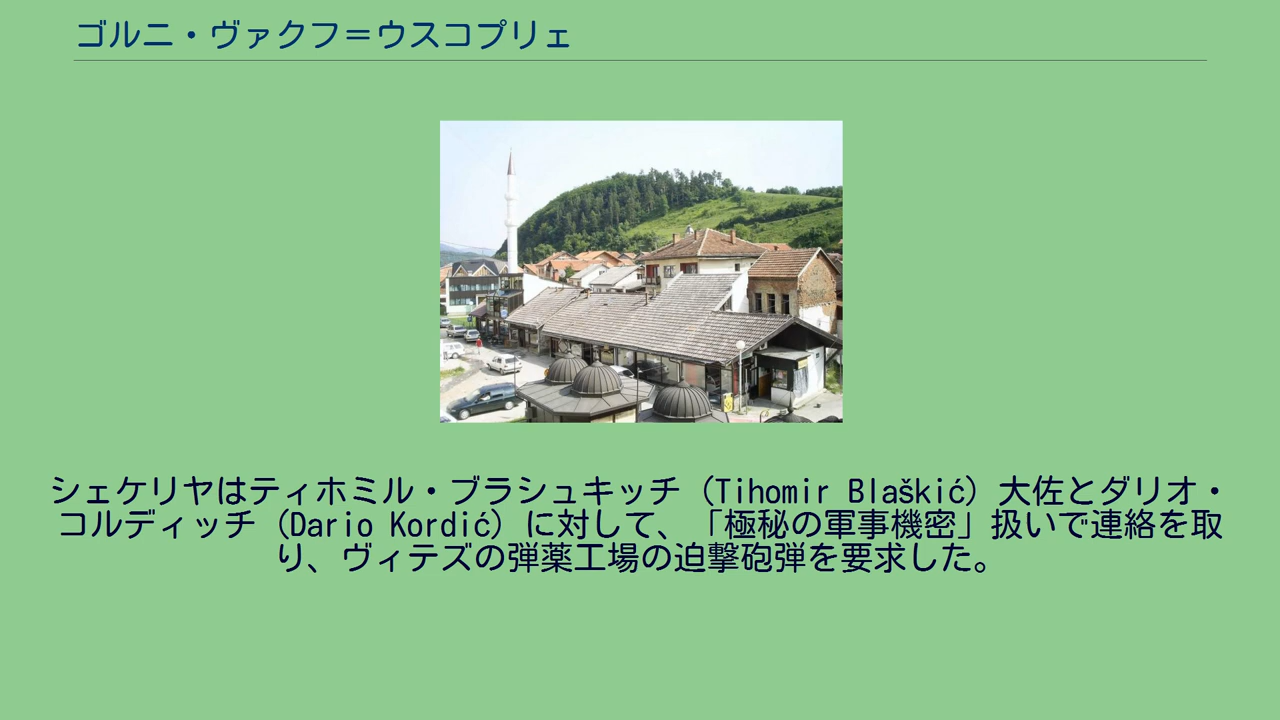 ゴルニ・ヴァクフ＝ウスコプリェ
シェケリヤはティホミル・ブラシュキッチ (Tihomir Blaškić) 大佐とダリオ・
コルディッチ (Dario Kordić) に対して、「極秘の軍事機密」扱いで連絡を取
り、ヴィテズの弾薬工場の迫撃砲弾を要求した。